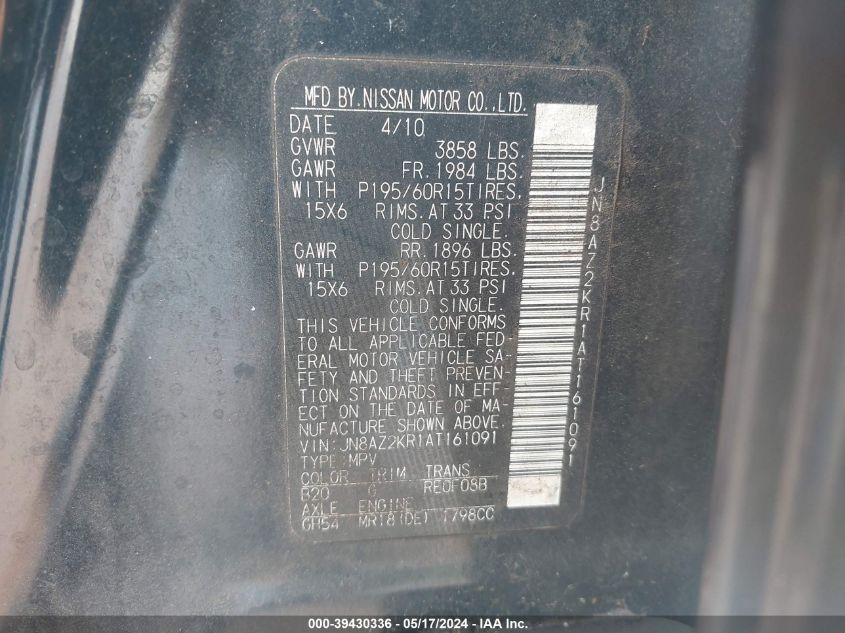 MFD BY.NISSAN MOTOR CO.,LTD.
DATE 4/10
GVWR 3858 LBS.
GAWR FR. 1984 LBS.
WITH P195/60R15TIRES,
15X6 RIMS. AT 33 PSI
COLD SINGLE.
GAWR RR. 1896 LBS.
WITH P195/60R15TIRES,
15X6 RIMS. AT 33 PSI
COLD SINGLE.
THIS VEHICLE CONFORMS
TO ALL APPLICABLE FED-
ERAL MOTOR VEHICLE SA-
FETY AND THEFT PREVEN-
TION STANDARDS IN EFF-
ECT ON THE DATE OF MA-
NUFACTURE SHOWN ABOVE.
VIN:JN8AZ2KR1AT161091
TYPE:MPV
COLOR TRIM TRANS
B20 G RE0F08B
AXLE ENGINE
GH54 MR18(DE) 1798CC
JN8AZ2KR1AT161091
000-39430336 - 05/17/2024 - IAA Inc.